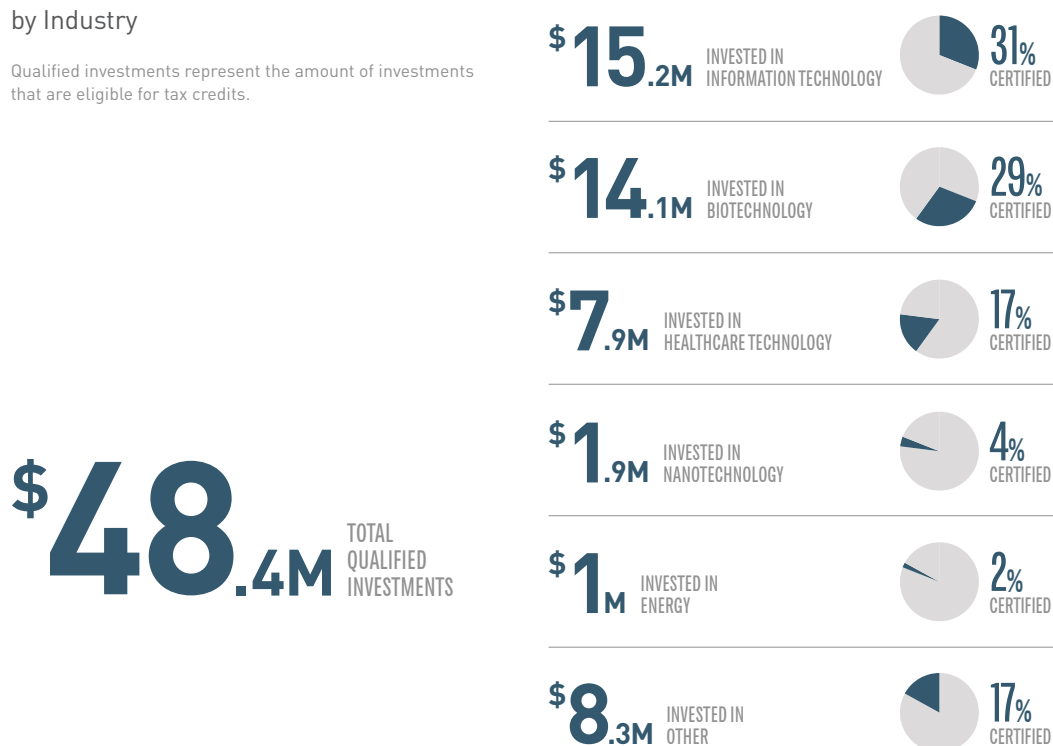 by Industry
Qualified investments represent the amount of investments
that are eligible for tax credits.
$48.4M
TOTAL
QUALIFIED
INVESTMENTS
$15.2M
INVESTED IN
INFORMATION TECHNOLOGY
31%
CERTIFIED
$14.1M
INVESTED IN
BIOTECHNOLOGY
29%
CERTIFIED
$7.9M
INVESTED IN
HEALTHCARE TECHNOLOGY
17%
CERTIFIED
$1.9M
INVESTED IN
NANOTECHNOLOGY
4%
CERTIFIED
$1M
INVESTED IN
ENERGY
2%
CERTIFIED
$8.3M
INVESTED IN
OTHER
17%
CERTIFIED